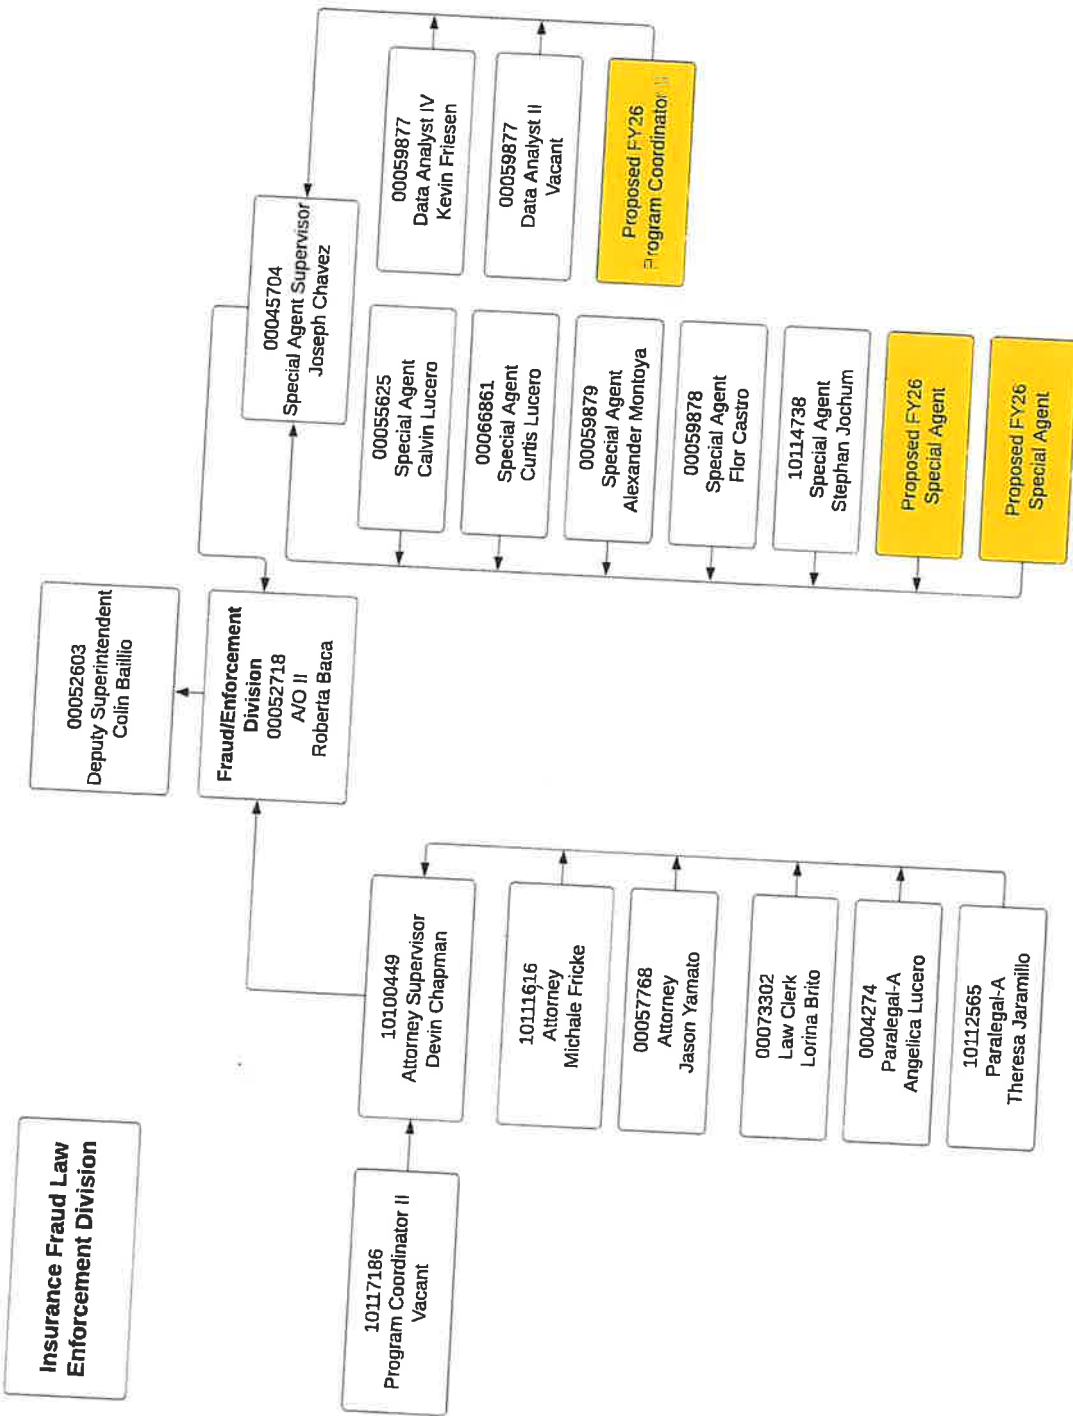 Insurance Fraud Law
Enforcement Division
00052603
Deputy Superintendent
Colin Baillio
Fraud/Enforcement
Division
00052718
A/O II
Roberta Baca
10117186
Program Coordinator II
Vacant
10100449
Attorney Supervisor
Devin Chapman
10111616
Attorney
Michale Fricke
00057768
Attorney
Jason Yamato
00073302
Law Clerk
Lorina Brito
0004274
Paralegal-A
Angelica Lucero
10112565
Paralegal-A
Theresa Jaramillo
00045704
Special Agent Supervisor
Joseph Chavez
00055625
Special Agent
Calvin Lucero
00066861
Special Agent
Curtis Lucero
00059879
Special Agent
Alexander Montoya
00059878
Special Agent
Flor Castro
10114738
Special Agent
Stephan Jochum
Proposed FY26
Special Agent
Proposed FY26
Special Agent
00059877
Data Analyst IV
Kevin Friesen
00059877
Data Analyst II
Vacant
Proposed FY26
Program Coordinator II